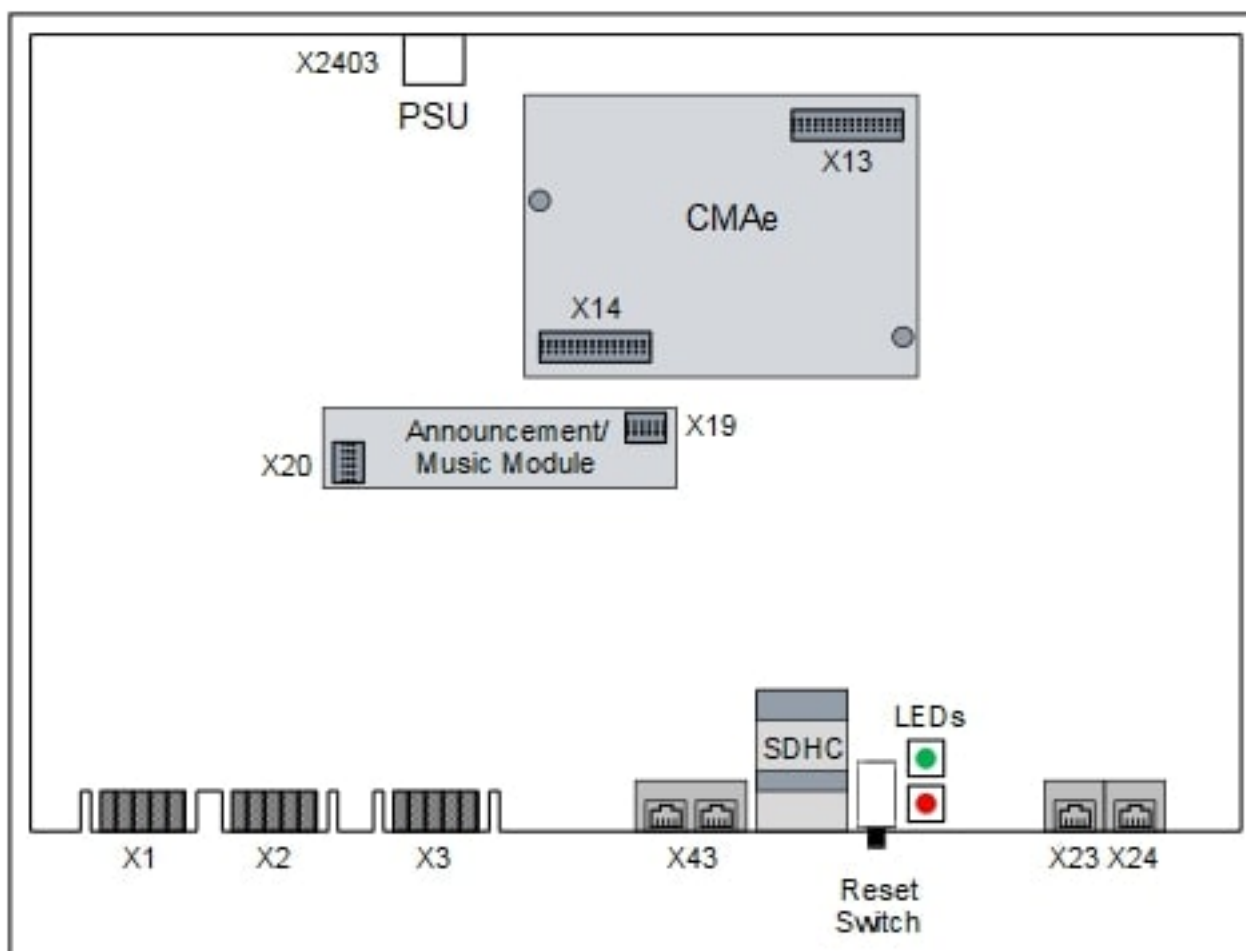 X2403
PSU
X13
CMAe
X14
Announcement/
Music Module
X19
X20
LEDs
SDHC
X1
X2
X3
X43
X23 X24
Reset
Switch